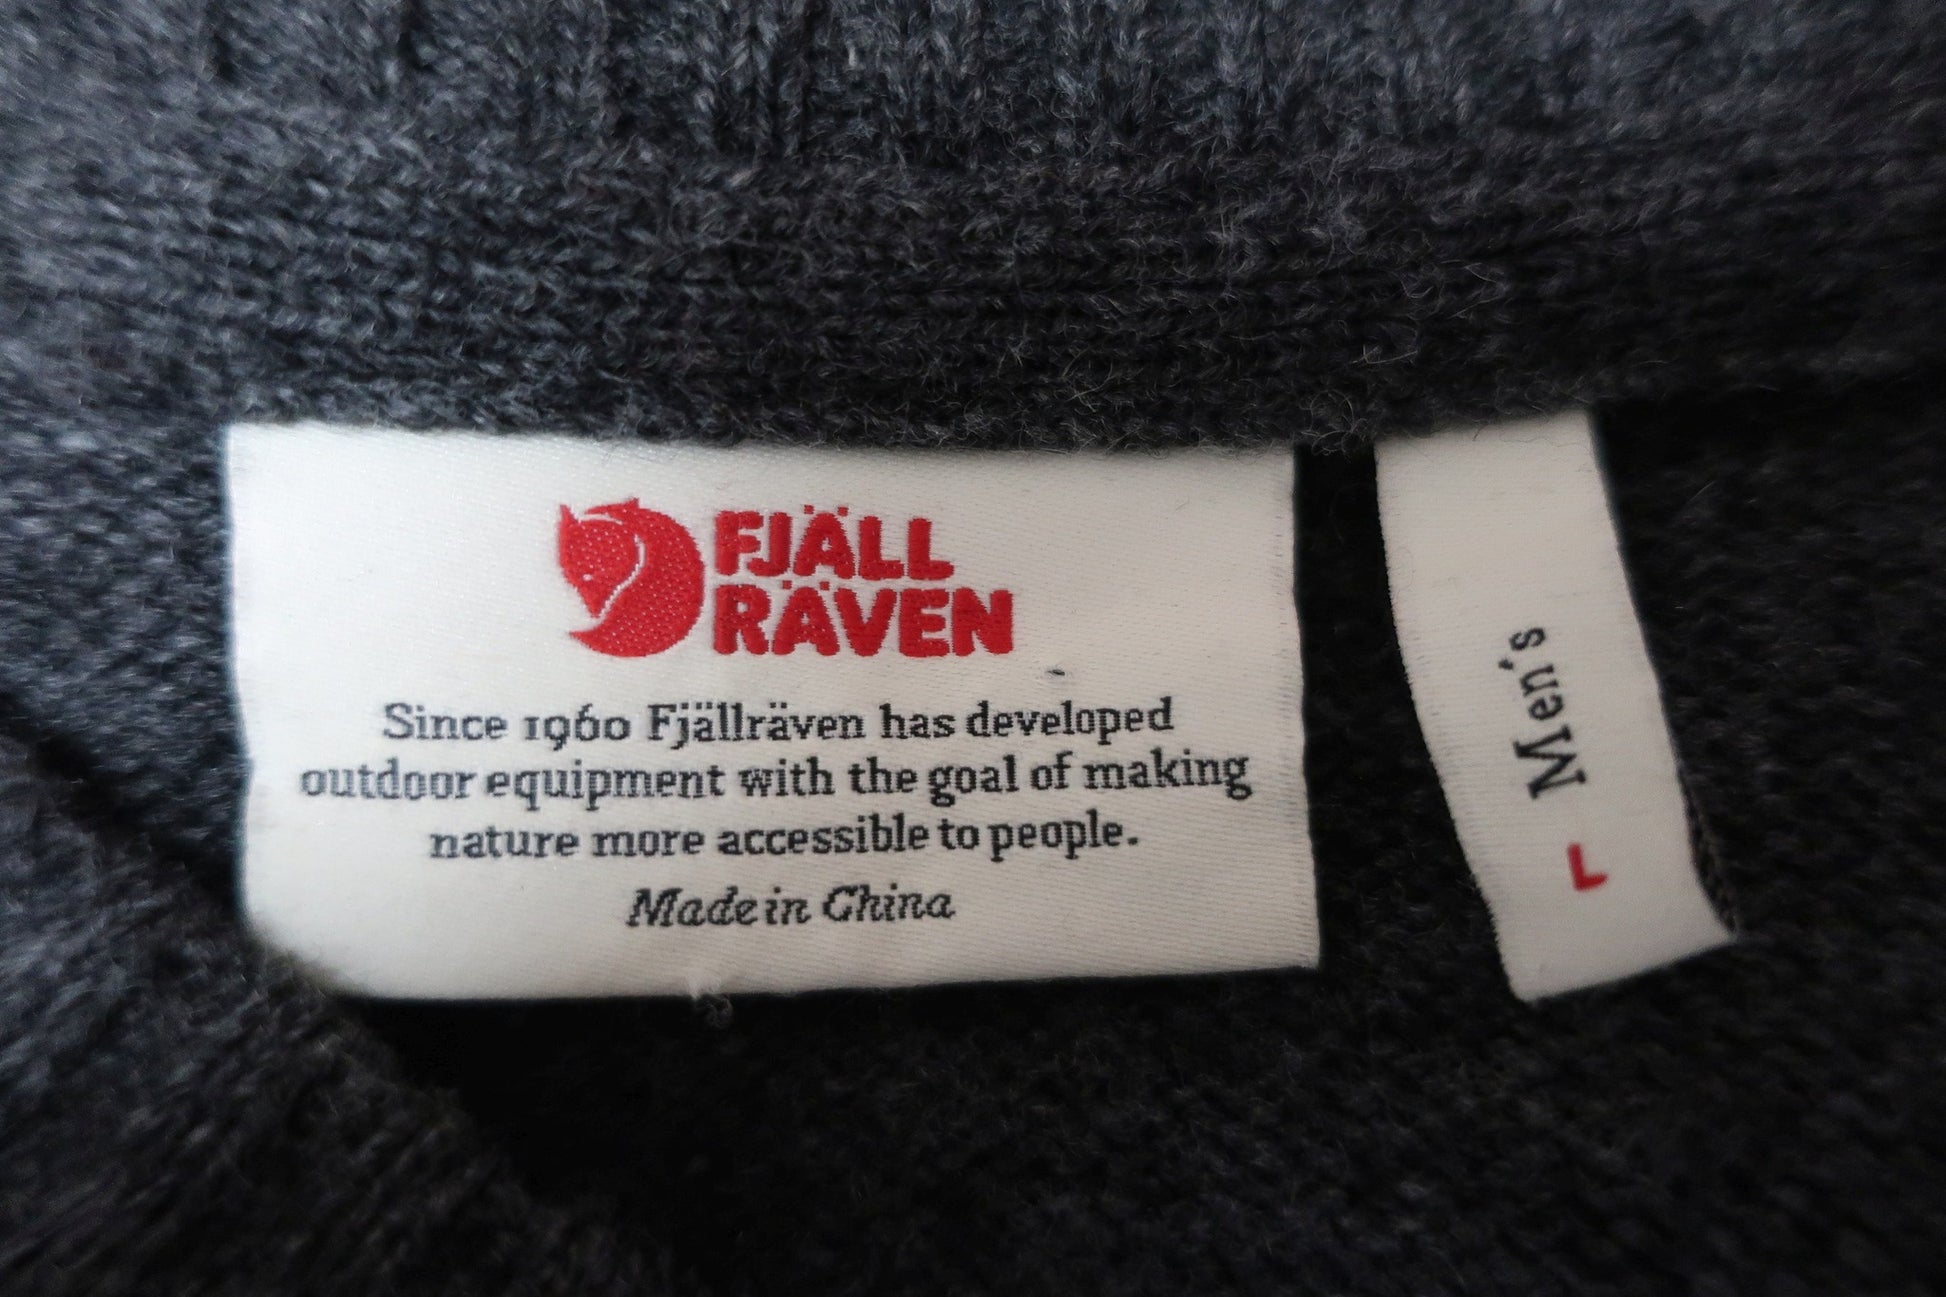 FJÄLL
RÄVEN
Since 1960 Fjällräven has developed
outdoor equipment with the goal of making
nature more accessible to people.
Made in China
Men's
L